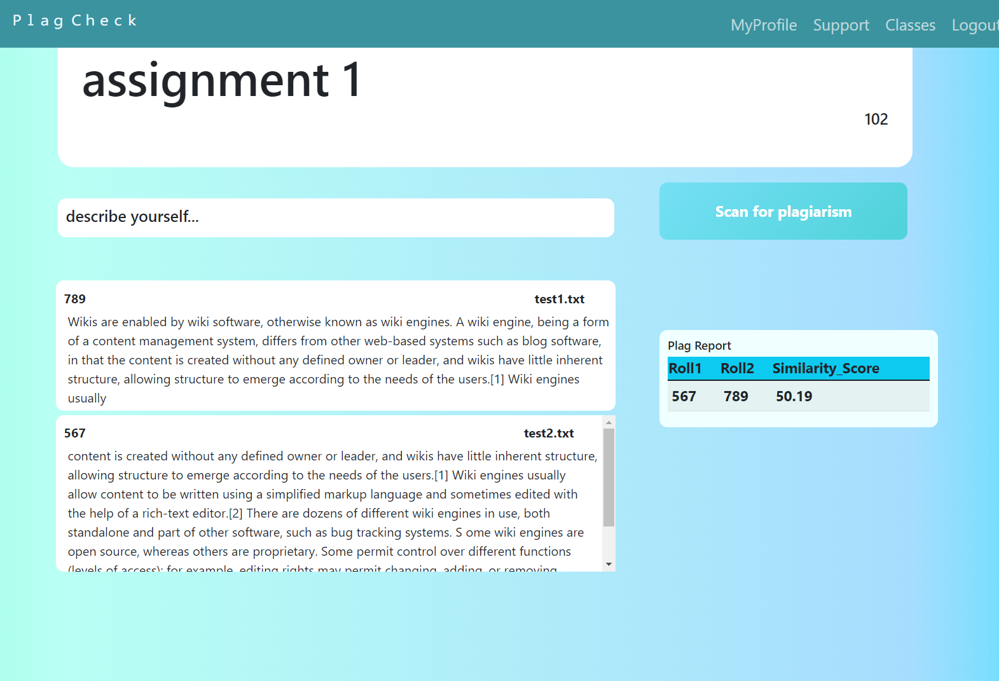 Plag Check
MyProfile Support Classes Logout
assignment 1
102
describe yourself...
Scan for plagiarism
789 test1.txt
Wikis are enabled by wiki software, otherwise known as wiki engines. A wiki engine, being a form
of a content management system, differs from other web-based systems such as blog software,
in that the content is created without any defined owner or leader, and wikis have little inherent
structure, allowing structure to emerge according to the needs of the users.[1] Wiki engines
usually
567 test2.txt
content is created without any defined owner or leader, and wikis have little inherent structure,
allowing structure to emerge according to the needs of the users.[1] Wiki engines usually
allow content to be written using a simplified markup language and sometimes edited with
the help of a rich-text editor.[2] There are dozens of different wiki engines in use, both
standalone and part of other software, such as bug tracking systems. S ome wiki engines are
open source, whereas others are proprietary. Some permit control over different functions
(levels of access); for example, editing rights may permit changing, adding, or removing
Plag Report
Roll1 Roll2 Similarity_Score
567 789 50.19